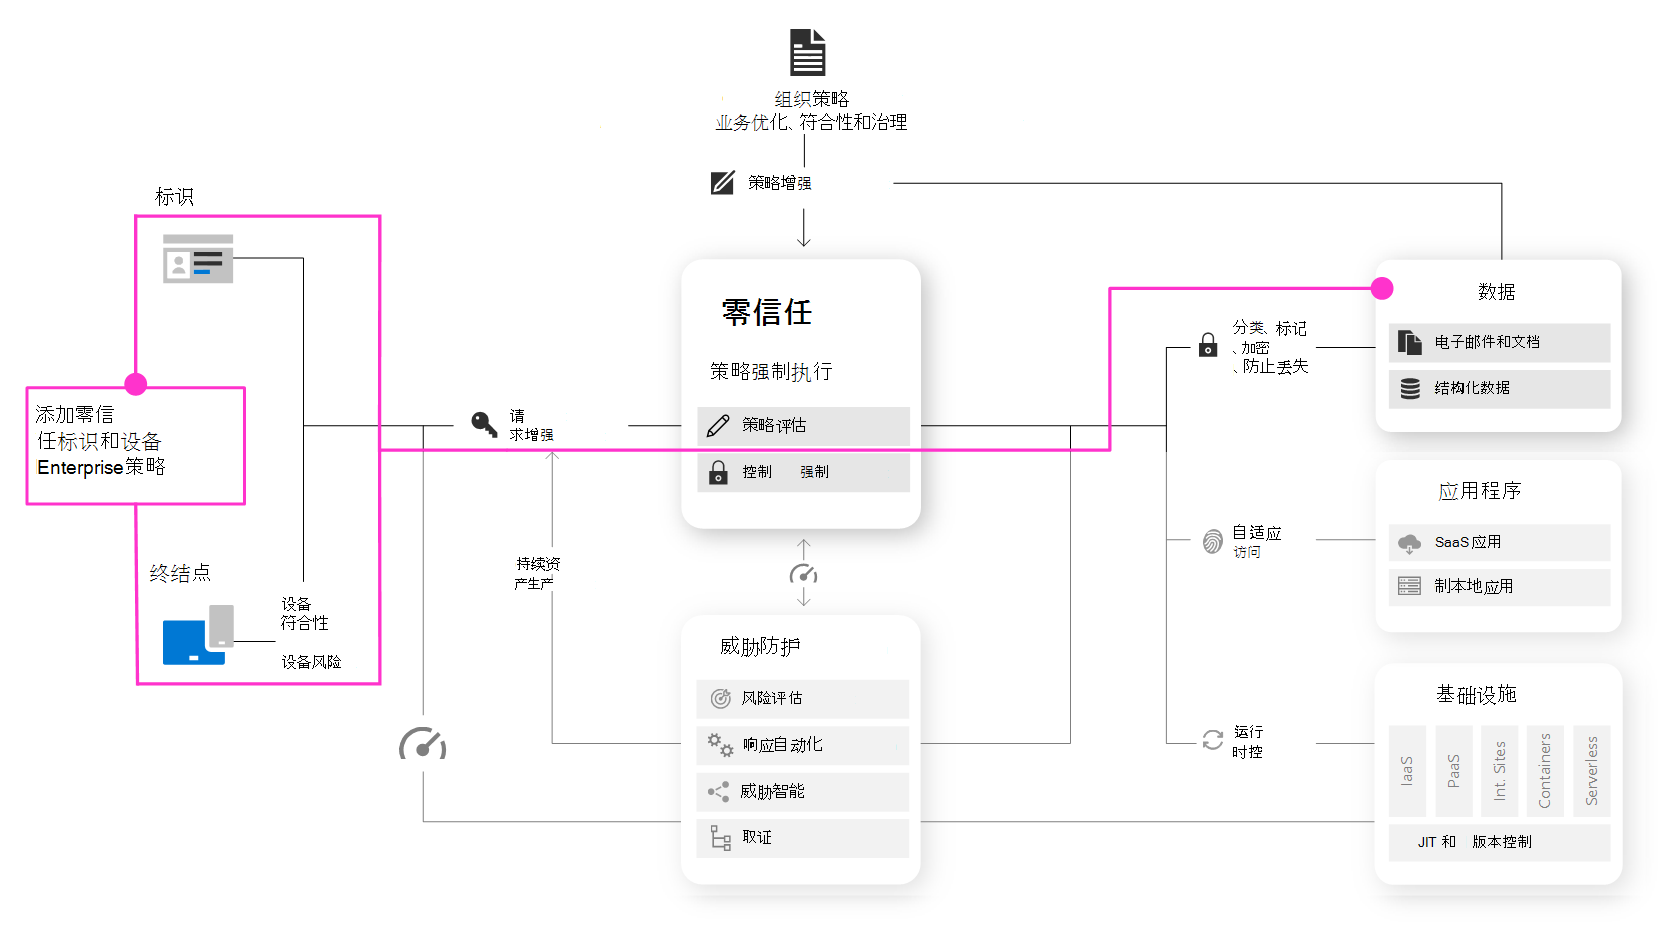 组织策略
业务优化、符合性和治理
策略增强
标识
添加零信
任标识和设备
Enterprise策略
终结点
设备
符合性
设备风险
请
求增强
持续资
产生产
零信任
策略强制执行
策略评估
控制 强制
威胁防护
风险评估
响应自动化
威胁智能
取证
分类、标记
、加密
、防止丢失
自适应
访问
运行
时控
数据
电子邮件和文档
结构化数据
应用程序
SaaS 应用
制本地应用
基础设施
IaaS
PaaS
Int. Sites
Containers
Serverless
JIT 和 版本控制